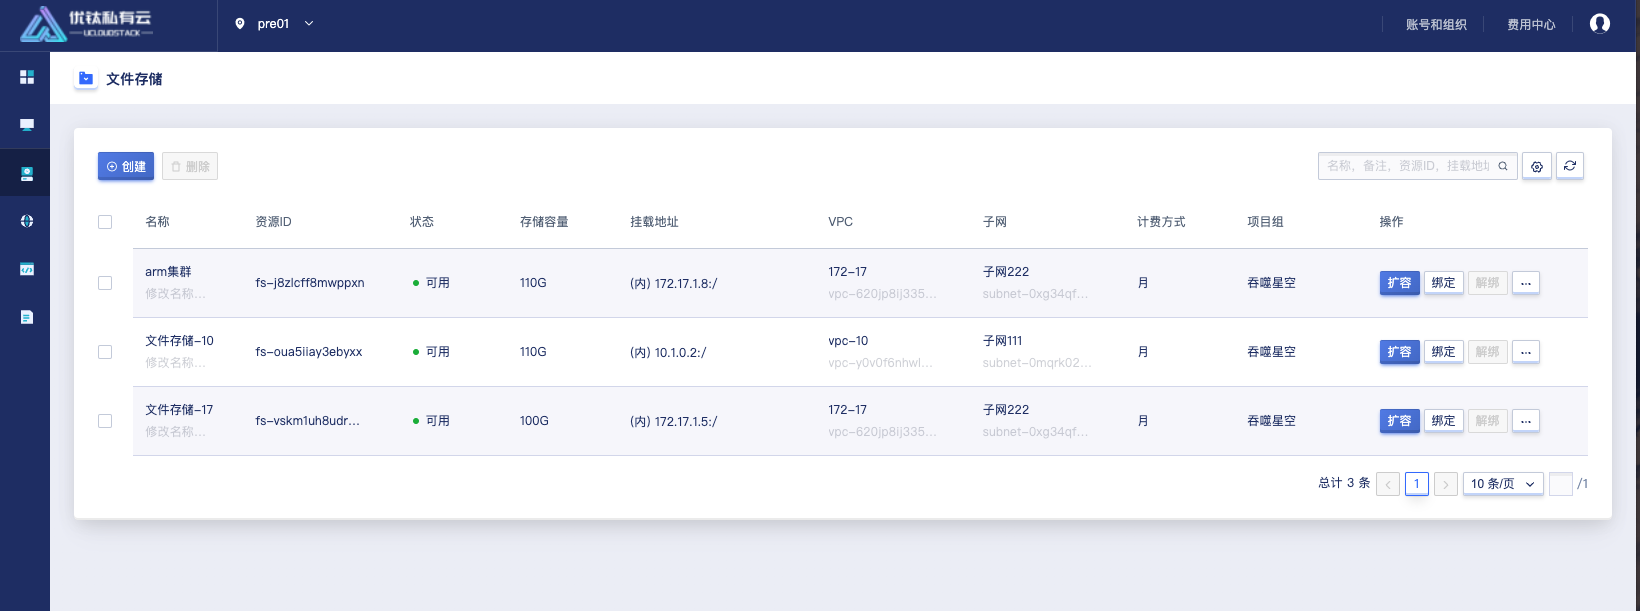 优钛私有云
UCLOUDSTACK
pre01
账号和组织
费用中心
文件存储
创建
删除
名称，备注，资源ID，挂载地址
名称 资源ID 状态 存储容量 挂载地址 VPC 子网 计费方式 项目组 操作
arm集群 fs-j8zlcff8mwppxn 可用 110G (内) 172.17.1.8:/ 172-17 子网222 月 吞噬星空 扩容 绑定 解绑 ...
修改名称... vpc-620jp8ij335... subnet-0xg34qf...
文件存储-10 fs-oua5iiay3ebyxx 可用 110G (内) 10.1.0.2:/ vpc-10 子网111 月 吞噬星空 扩容 绑定 解绑 ...
修改名称... vpc-y0v0f6nhwl... subnet-0mqrk02...
文件存储-17 fs-vskm1uh8udr... 可用 100G (内) 172.17.1.5:/ 172-17 子网222 月 吞噬星空 扩容 绑定 解绑 ...
修改名称... vpc-620jp8ij335... subnet-0xg34qf...
总计 3 条 < 1 > 10 条/页 /1